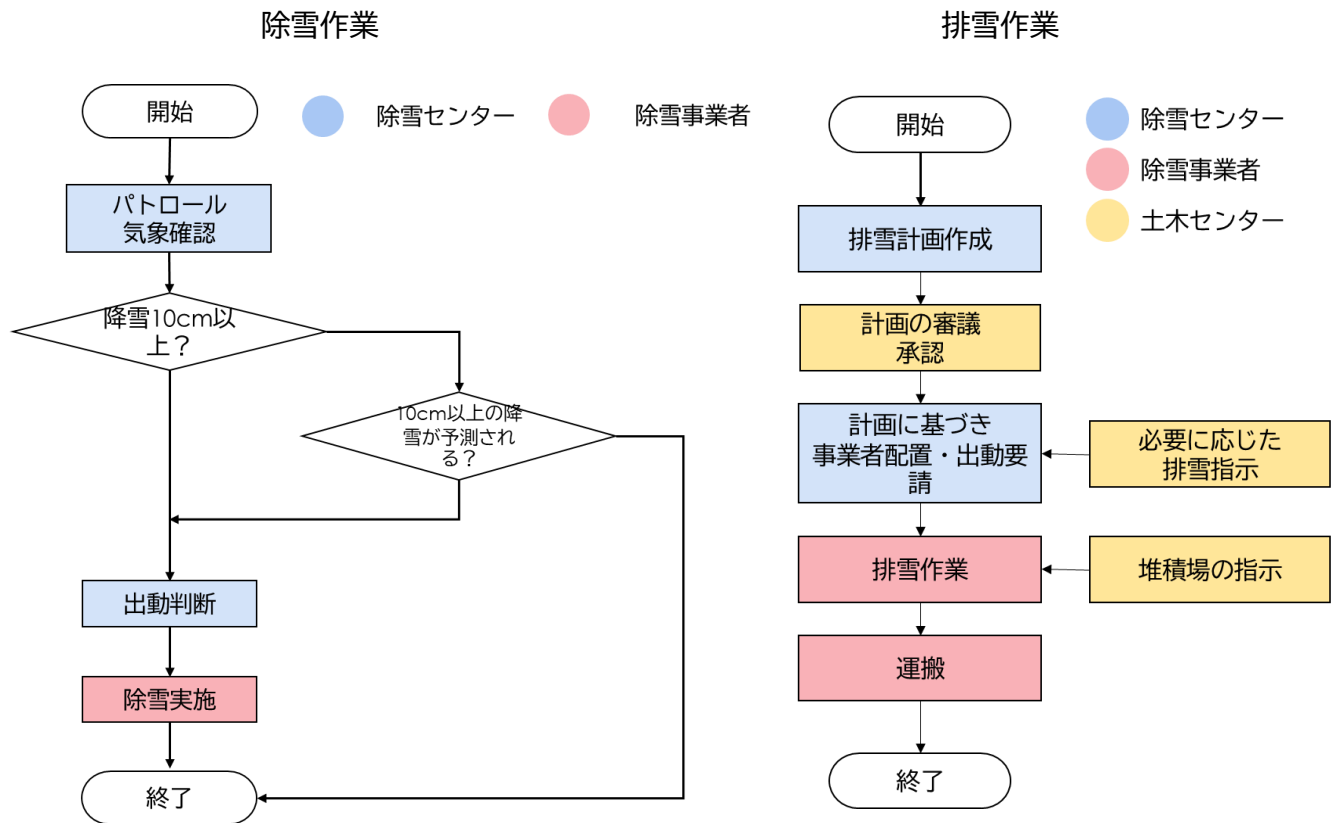 除雪作業
開始
除雪センター
除雪事業者
パトロール
気象確認
降雪10cm以
上？
10cm以上の降
雪が予測され
る？
出動判断
除雪実施
終了
排雪作業
開始
除雪センター
除雪事業者
土木センター
排雪計画作成
計画の審議
承認
計画に基づき
事業者配置・出動要
請
必要に応じた
排雪指示
排雪作業
堆積場の指示
運搬
終了